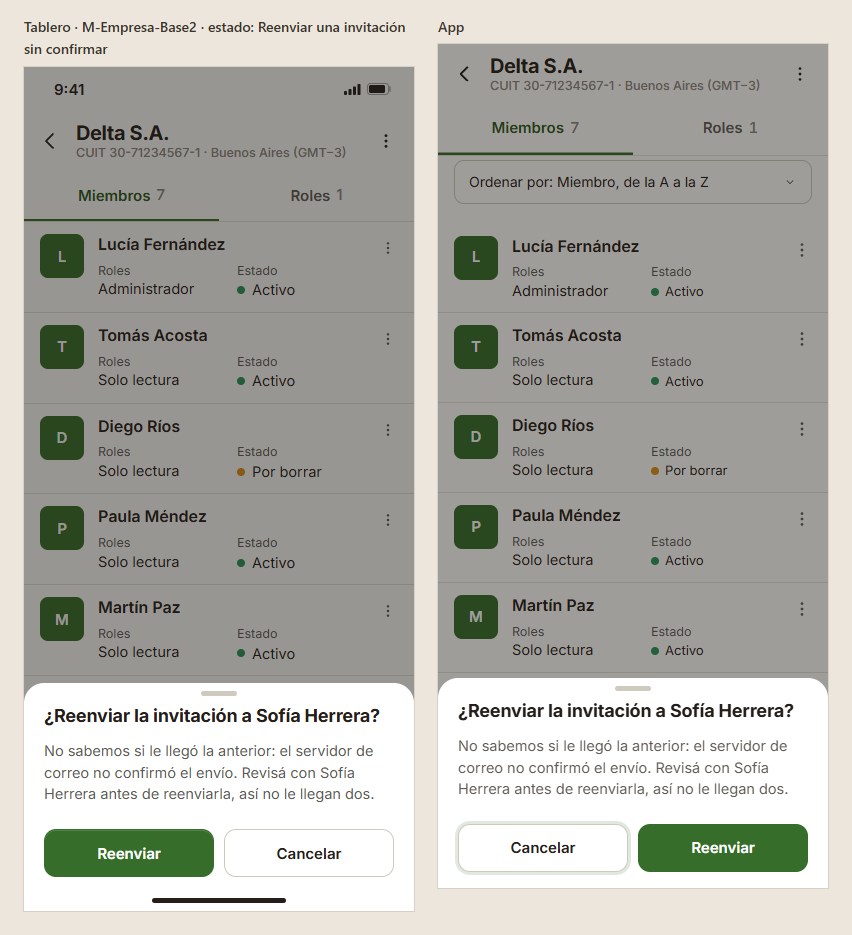 Tablero · M-Empresa-Base2 · estado: Reenviar una invitación
sin confirmar
9:41
Delta S.A.
CUIT 30-71234567-1 · Buenos Aires (GMT−3)
Miembros 7
Roles 1
L
Lucía Fernández
Roles
Estado
Administrador
Activo
T
Tomás Acosta
Roles
Estado
Solo lectura
Activo
D
Diego Ríos
Roles
Estado
Solo lectura
Por borrar
P
Paula Méndez
Roles
Estado
Solo lectura
Activo
M
Martín Paz
Roles
Estado
Solo lectura
Activo
¿Reenviar la invitación a Sofía Herrera?
No sabemos si le llegó la anterior: el servidor de
correo no confirmó el envío. Revisá con Sofía
Herrera antes de reenviarla, así no le llegan dos.
Reenviar
Cancelar
App
Delta S.A.
CUIT 30-71234567-1 · Buenos Aires (GMT−3)
Miembros 7
Roles 1
Ordenar por: Miembro, de la A a la Z
L
Lucía Fernández
Roles
Estado
Administrador
Activo
T
Tomás Acosta
Roles
Estado
Solo lectura
Activo
D
Diego Ríos
Roles
Estado
Solo lectura
Por borrar
P
Paula Méndez
Roles
Estado
Solo lectura
Activo
M
Martín Paz
Roles
Estado
Solo lectura
Activo
¿Reenviar la invitación a Sofía Herrera?
No sabemos si le llegó la anterior: el servidor de
correo no confirmó el envío. Revisá con Sofía
Herrera antes de reenviarla, así no le llegan dos.
Cancelar
Reenviar